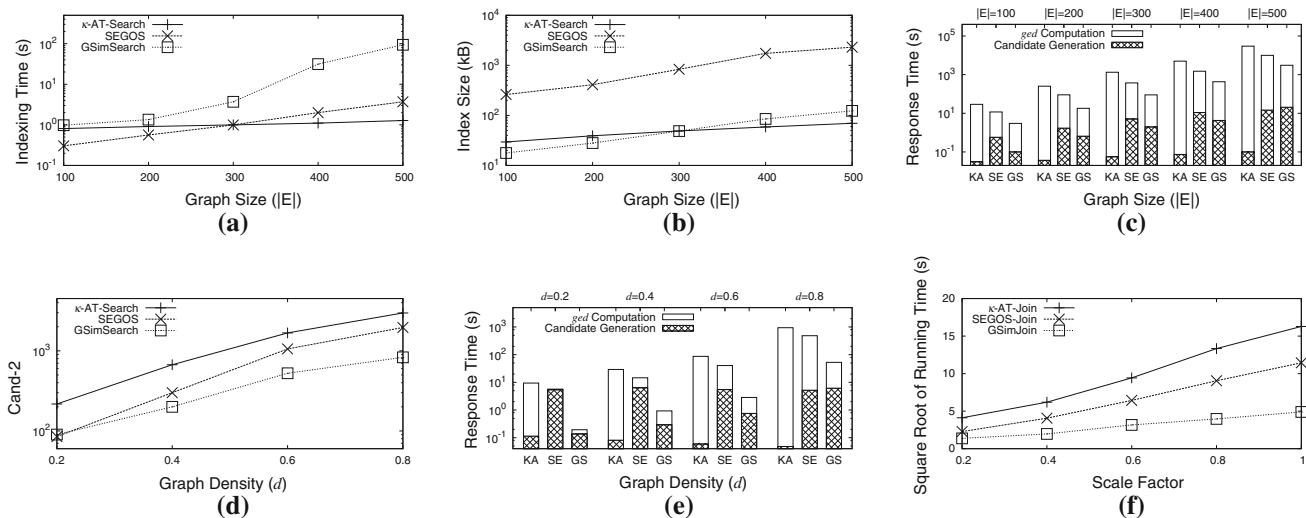 κ-AT-Search
SEGOS
GSimSearch
Indexing Time (s)
10^2
10^1
10^0
10^-1
100 200 300 400 500
Graph Size (|E|)
(a)
κ-AT-Search
SEGOS
GSimSearch
Index Size (kB)
10^4
10^3
10^2
10^1
100 200 300 400 500
Graph Size (|E|)
(b)
|E|=100 |E|=200 |E|=300 |E|=400 |E|=500
ged Computation
Candidate Generation
Response Time (s)
10^5
10^3
10^1
10^-1
KA SE GS KA SE GS KA SE GS KA SE GS KA SE GS
Graph Size (|E|)
(c)
κ-AT-Search
SEGOS
GSimSearch
Cand-2
10^3
10^2
0.2 0.4 0.6 0.8
Graph Density (d)
(d)
d=0.2 d=0.4 d=0.6 d=0.8
ged Computation
Candidate Generation
Response Time (s)
10^3
10^2
10^1
10^0
10^-1
KA SE GS KA SE GS KA SE GS KA SE GS
Graph Density (d)
(e)
κ-AT-Join
SEGOS-Join
GSimJoin
Square Root of Running Time (s)
20
15
10
5
0
0.2 0.4 0.6 0.8 1
Scale Factor
(f)